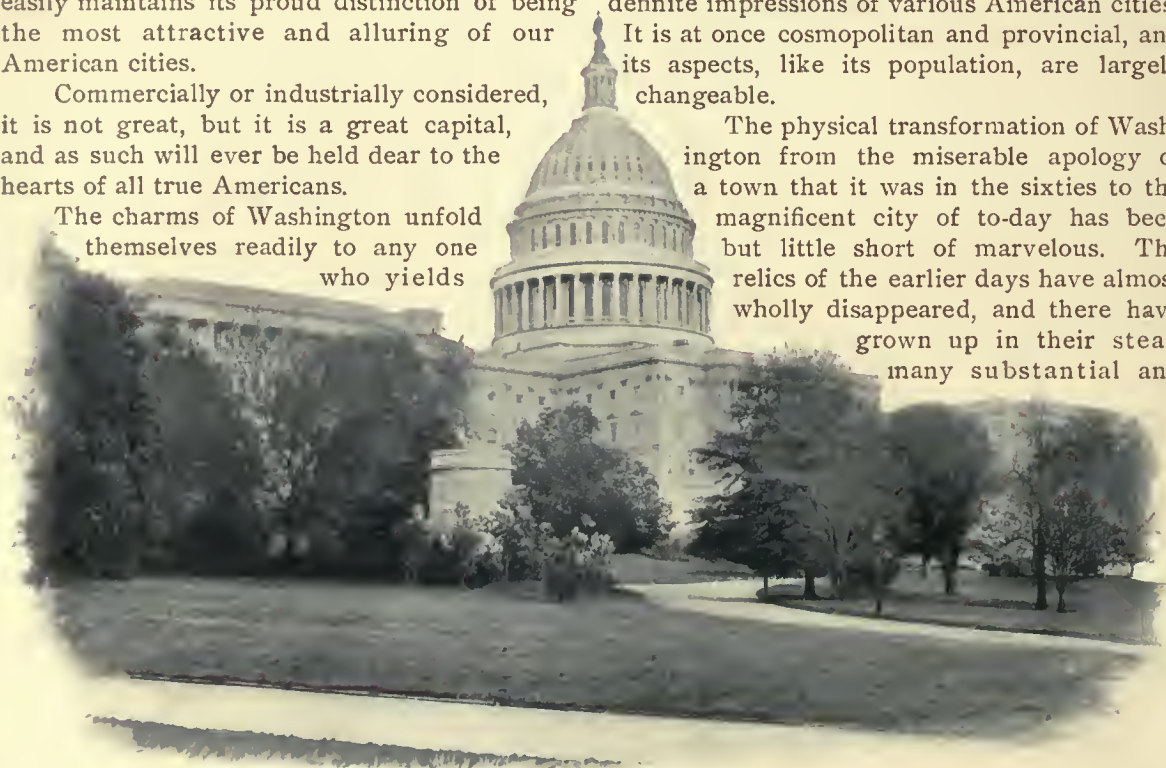 easily maintains its proud distinction of being
the most attractive and alluring of our
American cities.
Commercially or industrially considered,
it is not great, but it is a great capital,
and as such will ever be held dear to the
hearts of all true Americans.
The charms of Washington unfold
themselves readily to any one
who yields
definite impressions of various American cities
It is at once cosmopolitan and provincial, an
its aspects, like its population, are largel
changeable.
The physical transformation of Wash
ington from the miserable apology o
a town that it was in the sixties to th
magnificent city of to-day has bee
but little short of marvelous. Th
relics of the earlier days have almos
wholly disappeared, and there hav
grown up in their stea
many substantial an